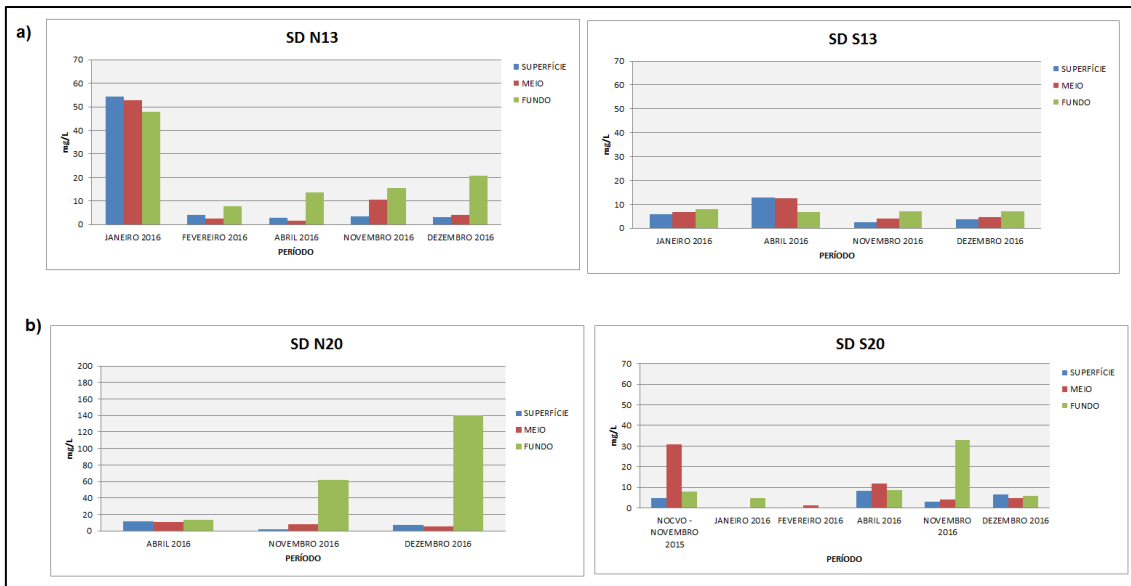 a)
SD N13
70
60
50
40
30
20
10
0
mg/L
JANEIRO 2016 FEVEREIRO 2016 ABRIL 2016 NOVEMBRO 2016 DEZEMBRO 2016
PERÍODO
SUPERFÍCIE
MEIO
FUNDO
SD S13
70
60
50
40
30
20
10
0
mg/L
JANEIRO 2016 ABRIL 2016 NOVEMBRO 2016 DEZEMBRO 2016
PERÍODO
SUPERFÍCIE
MEIO
FUNDO
b)
SD N20
200
180
160
140
120
100
80
60
40
20
0
mg/L
ABRIL 2016 NOVEMBRO 2016 DEZEMBRO 2016
PERÍODO
SUPERFÍCIE
MEIO
FUNDO
SD S20
70
60
50
40
30
20
10
0
mg/L
NOCVO - JANEIRO 2016 FEVEREIRO 2016 ABRIL 2016 NOVEMBRO DEZEMBRO 2016
NOVEMBRO 2016
2015
PERÍODO
SUPERFÍCIE
MEIO
FUNDO